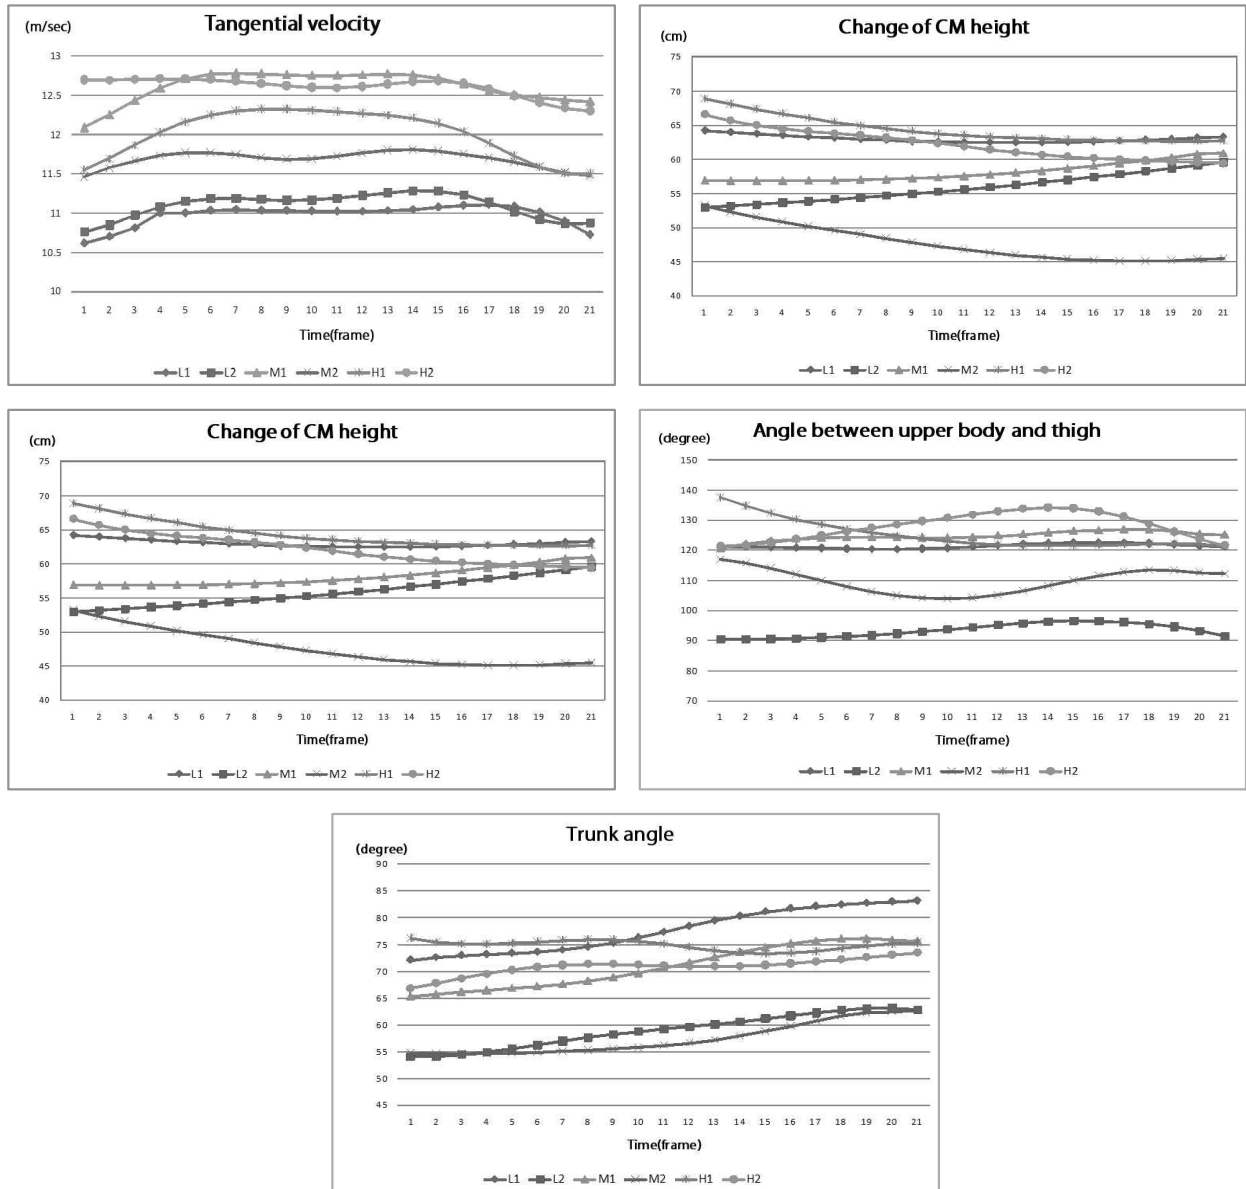 Tangential velocity
(m/sec)
13
12.5
12
11.5
11
10.5
10
1 2 3 4 5 6 7 8 9 10 11 12 13 14 15 16 17 18 19 20 21
Time(frame)
L1 L2 M1 M2 H1 H2
Change of CM height
(cm)
75
70
65
60
55
50
45
40
1 2 3 4 5 6 7 8 9 10 11 12 13 14 15 16 17 18 19 20 21
Time(frame)
L1 L2 M1 M2 H1 H2
Change of CM height
(cm)
75
70
65
60
55
50
45
40
1 2 3 4 5 6 7 8 9 10 11 12 13 14 15 16 17 18 19 20 21
Time(frame)
L1 L2 M1 M2 H1 H2
Angle between upper body and thigh
(degree)
150
140
130
120
110
100
90
80
70
1 2 3 4 5 6 7 8 9 10 11 12 13 14 15 16 17 18 19 20 21
Time(frame)
L1 L2 M1 M2 H1 H2
Trunk angle
(degree)
90
85
80
75
70
65
60
55
50
45
1 2 3 4 5 6 7 8 9 10 11 12 13 14 15 16 17 18 19 20 21
Time(frame)
L1 L2 M1 M2 H1 H2